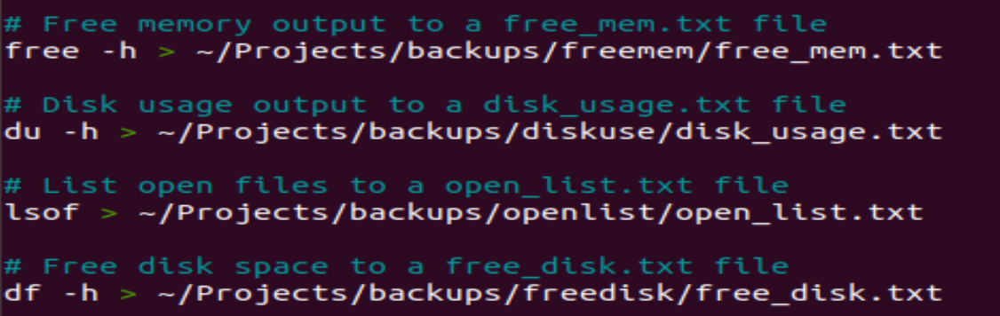 # Free memory output to a free_mem.txt file
free -h > ~/Projects/backups/freemem/free_mem.txt
# Disk usage output to a disk_usage.txt file
du -h > ~/Projects/backups/diskuse/disk_usage.txt
# List open files to a open_list.txt file
lsof > ~/Projects/backups/openlist/open_list.txt
# Free disk space to a free_disk.txt file
df -h > ~/Projects/backups/freedisk/free_disk.txt